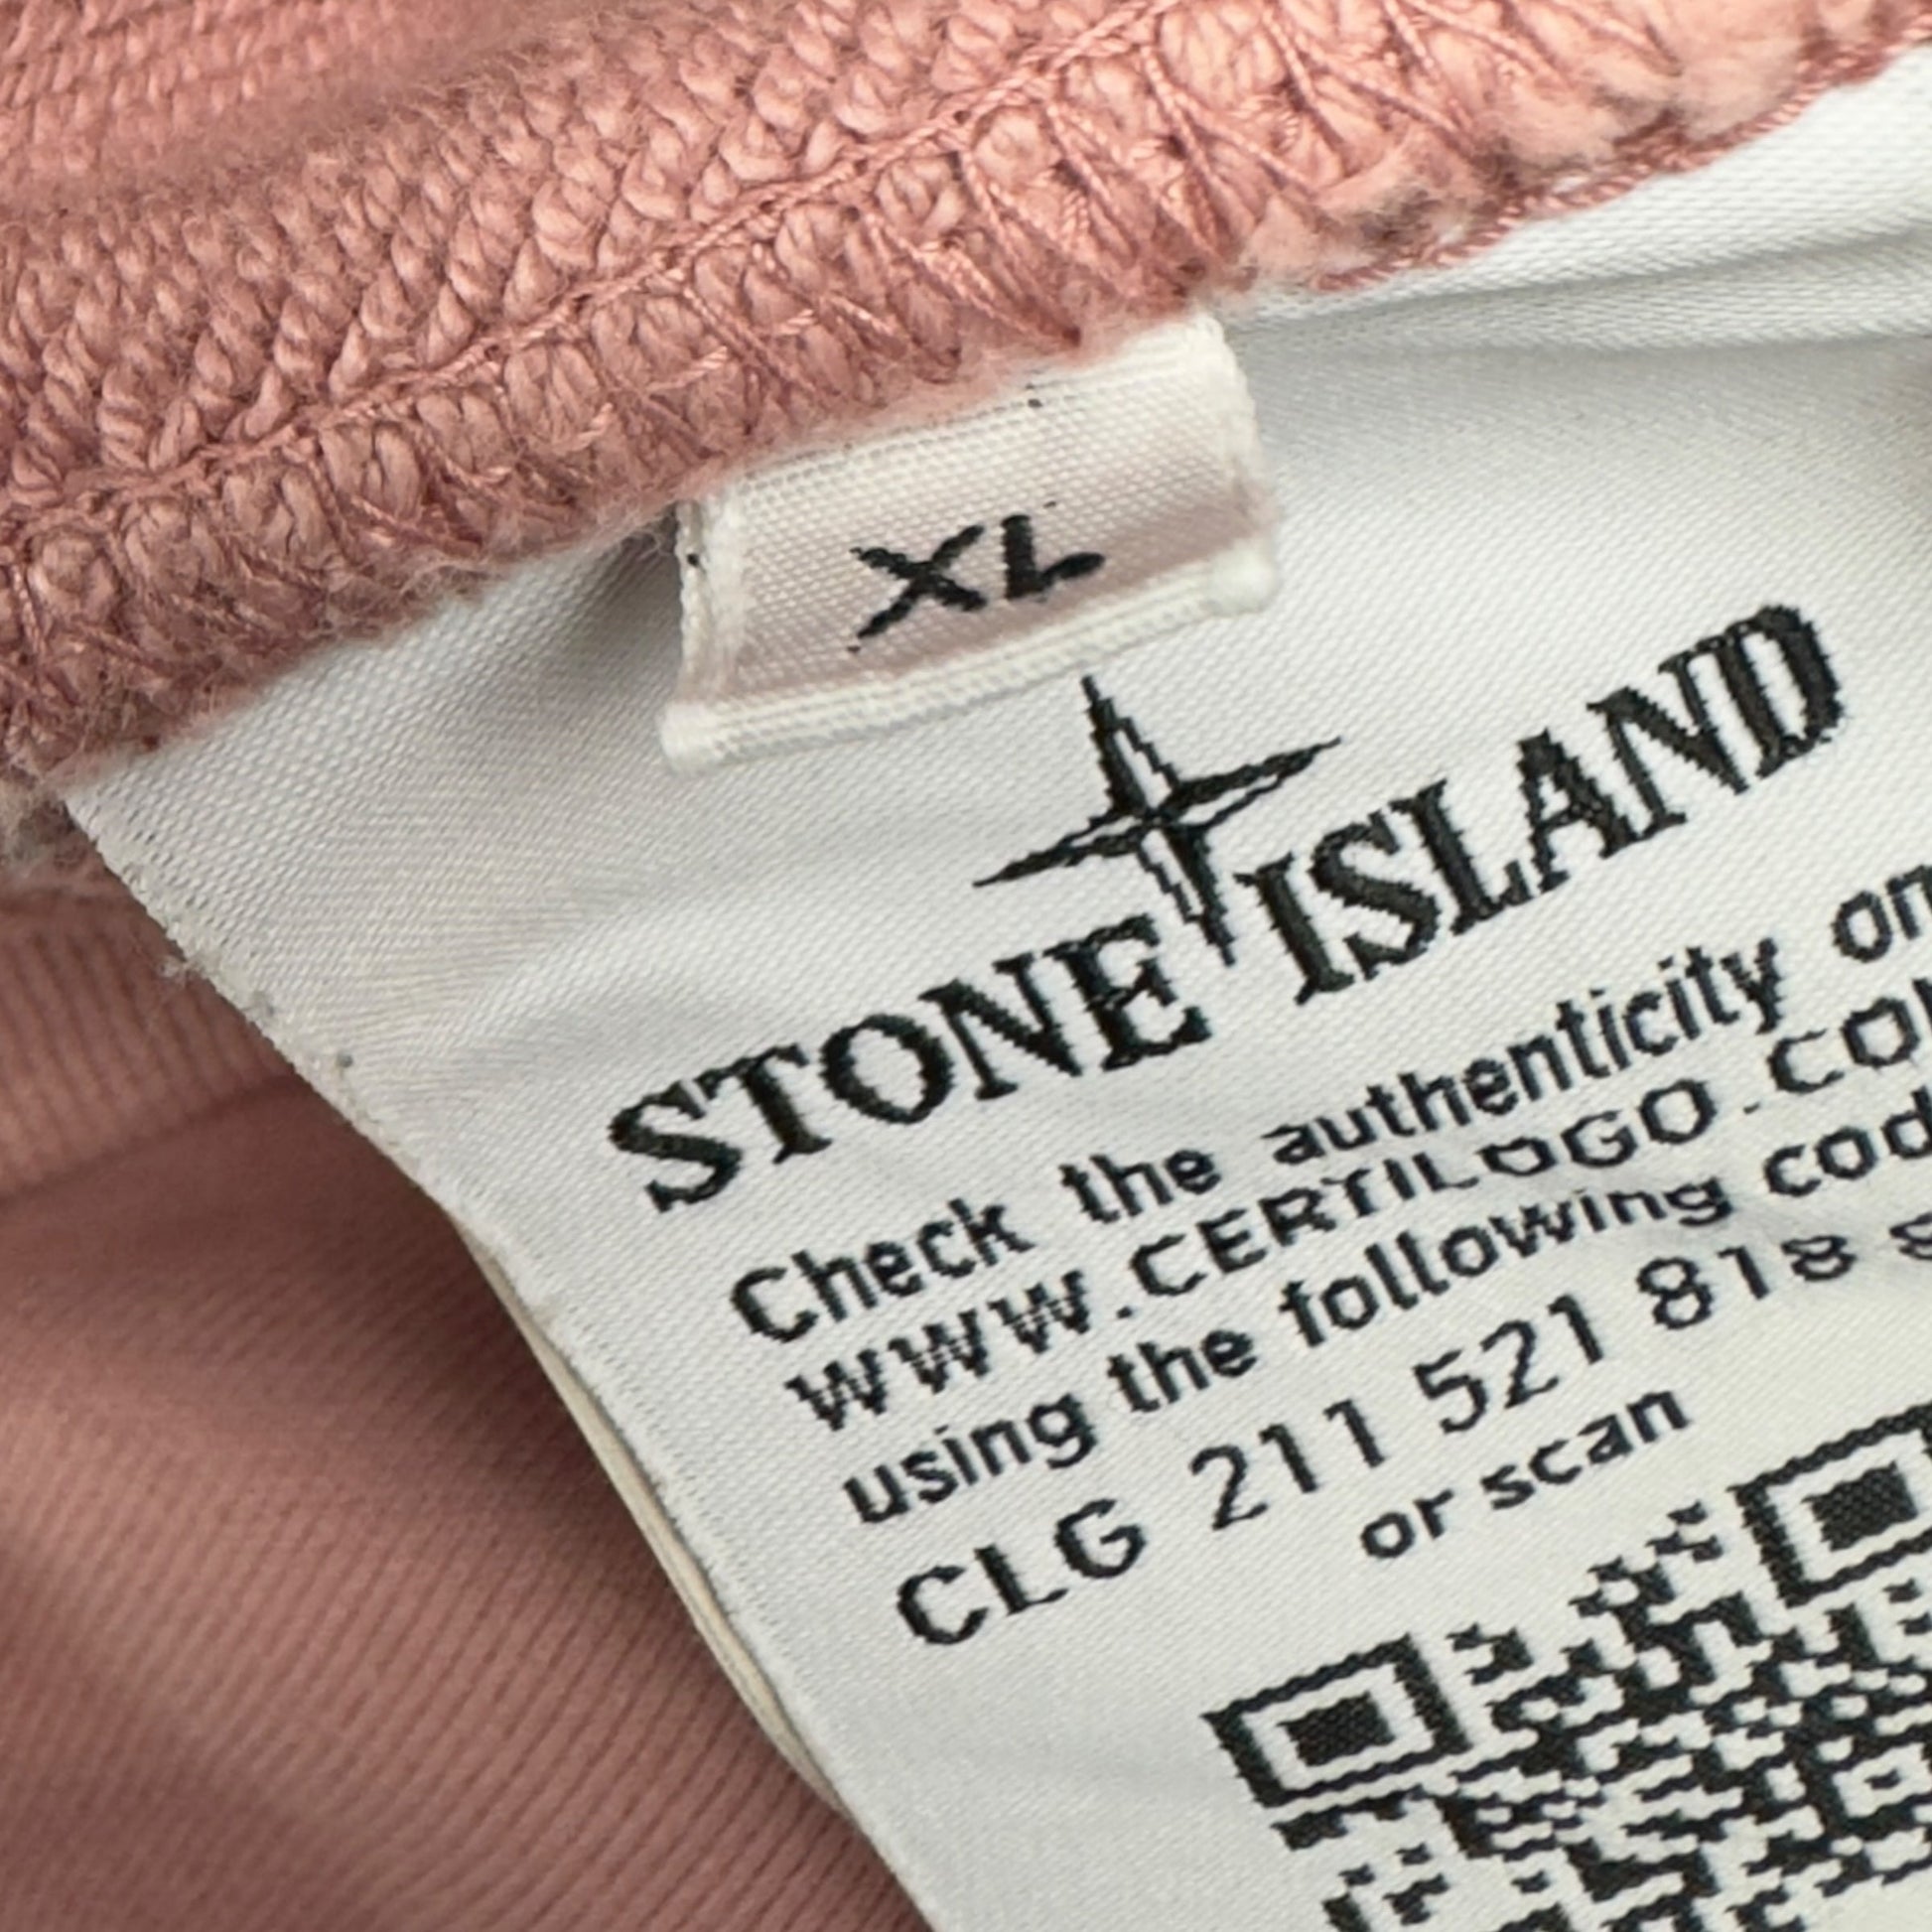 XL
STONE ISLAND
Check the authenticity on
WWW.CERTILOGO.CO
using the following cod
CLG 211 521 818
or scan